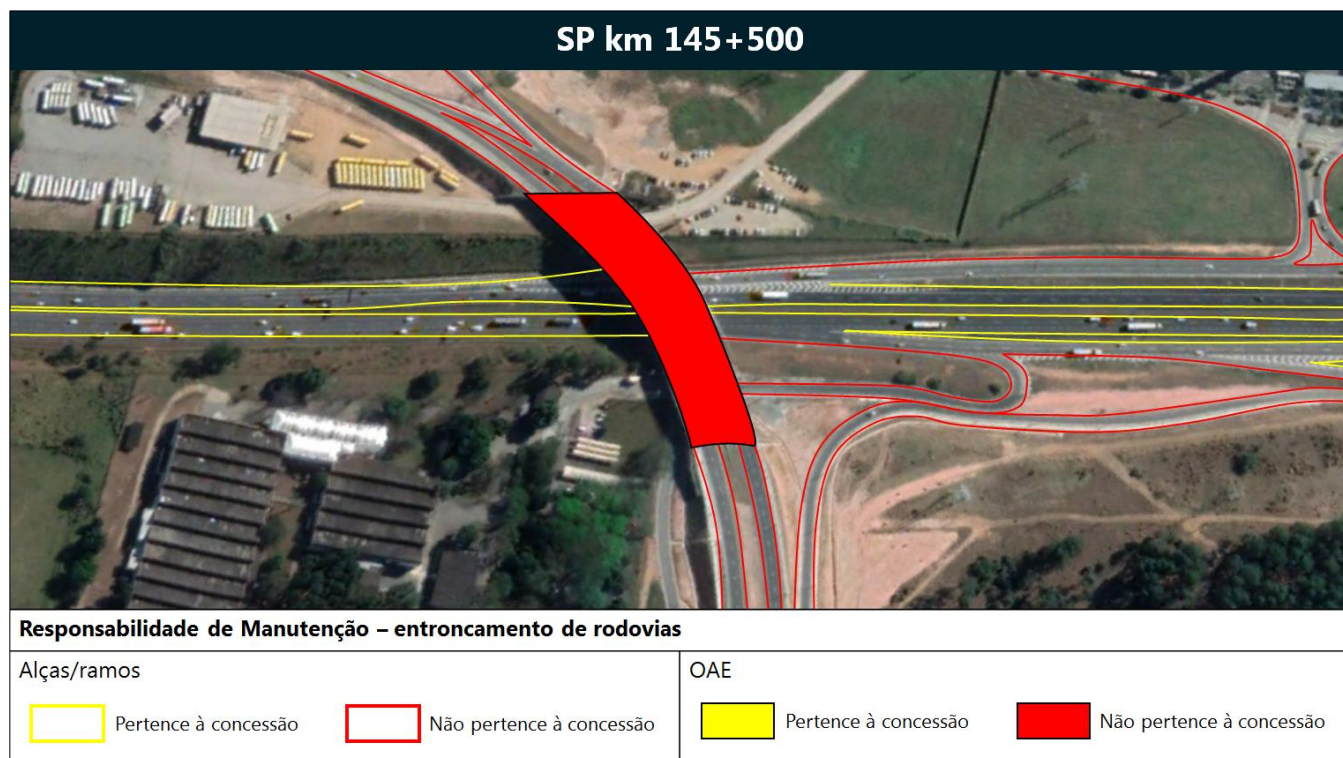 SP km 145+500
Responsabilidade de Manutenção – entroncamento de rodovias
Alças/ramos
OAE
Pertence à concessão
Não pertence à concessão
Pertence à concessão
Não pertence à concessão